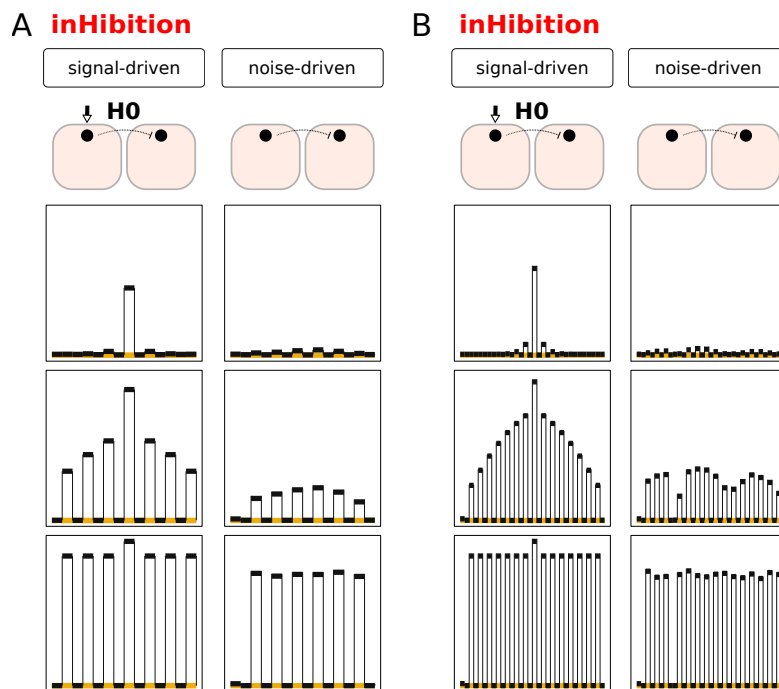 A inHibition
signal-driven
noise-driven
H0
B inHibition
signal-driven
noise-driven
H0